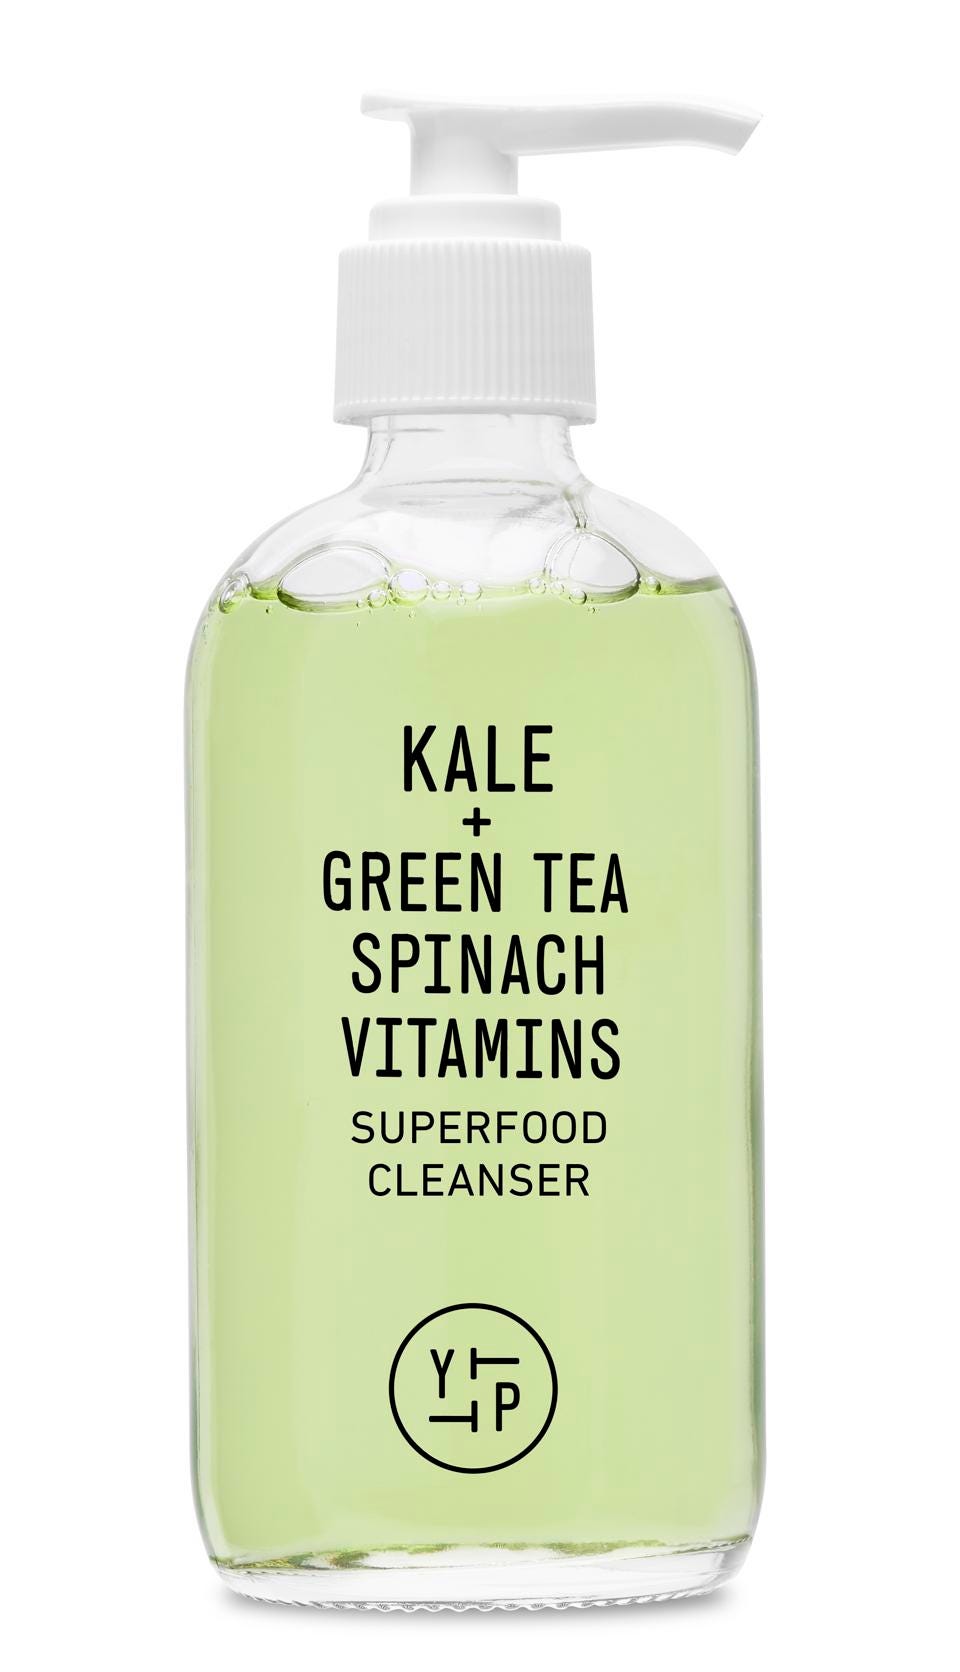 KALE
+
GREEN TEA
SPINACH
VITAMINS
SUPERFOOD
CLEANSER
Y T
T P